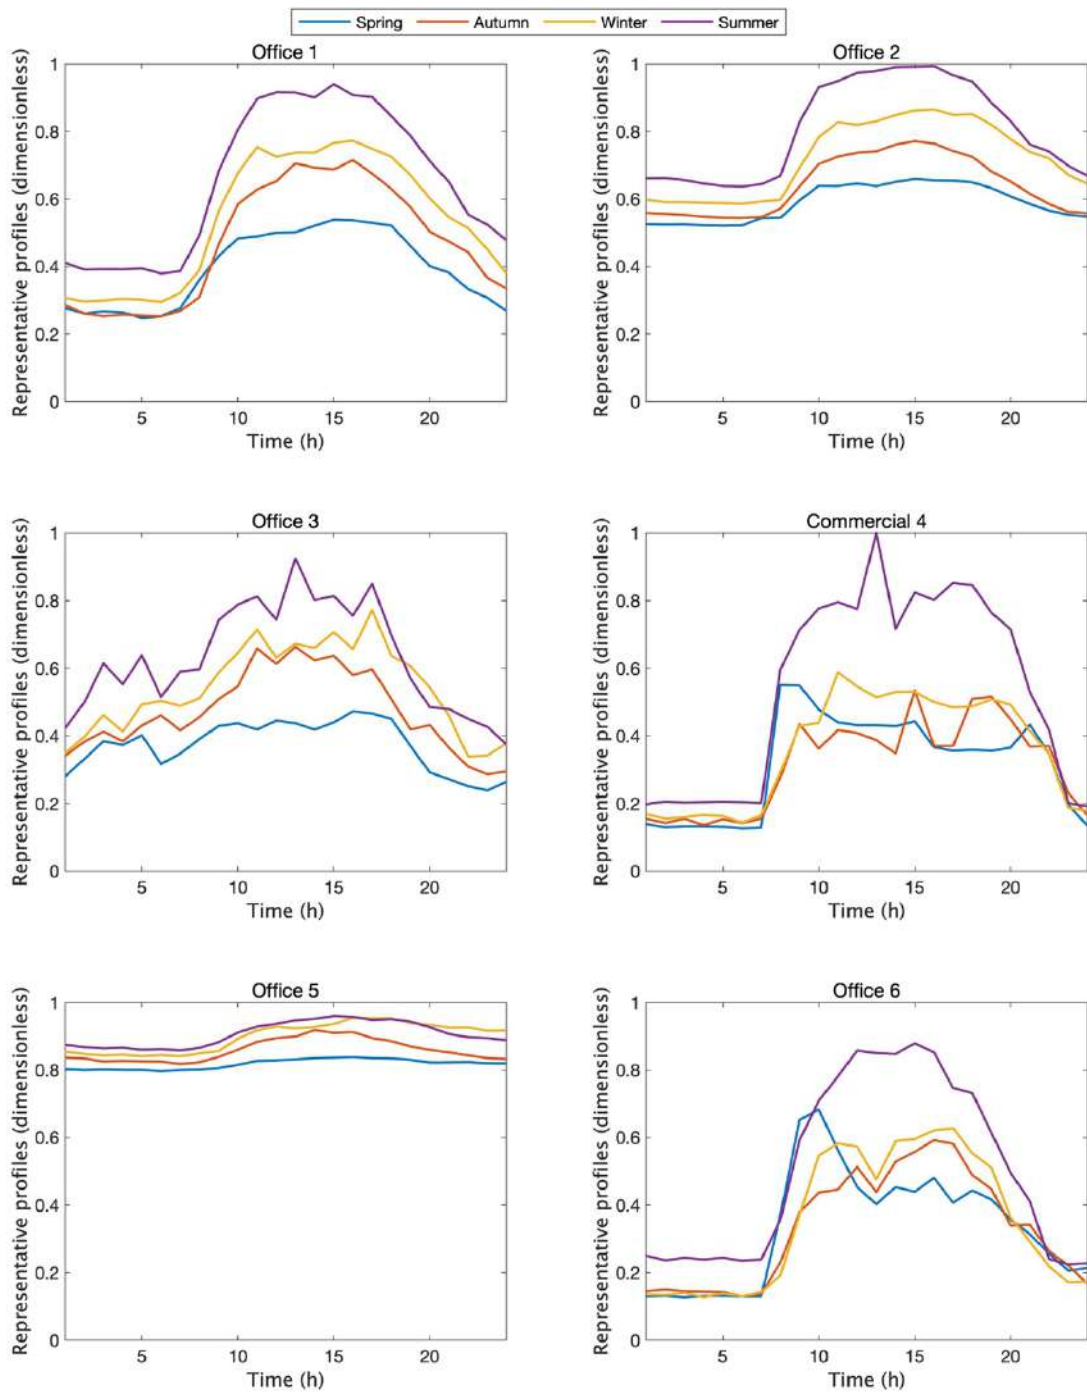 Spring Autumn Winter Summer
Office 1
Representative profiles (dimensionless)
1
0.8
0.6
0.4
0.2
0
5 10 15 20
Time (h)
Office 2
Representative profiles (dimensionless)
1
0.8
0.6
0.4
0.2
0
5 10 15 20
Time (h)
Office 3
Representative profiles (dimensionless)
1
0.8
0.6
0.4
0.2
0
5 10 15 20
Time (h)
Commercial 4
Representative profiles (dimensionless)
1
0.8
0.6
0.4
0.2
0
5 10 15 20
Time (h)
Office 5
Representative profiles (dimensionless)
1
0.8
0.6
0.4
0.2
0
5 10 15 20
Time (h)
Office 6
Representative profiles (dimensionless)
1
0.8
0.6
0.4
0.2
0
5 10 15 20
Time (h)